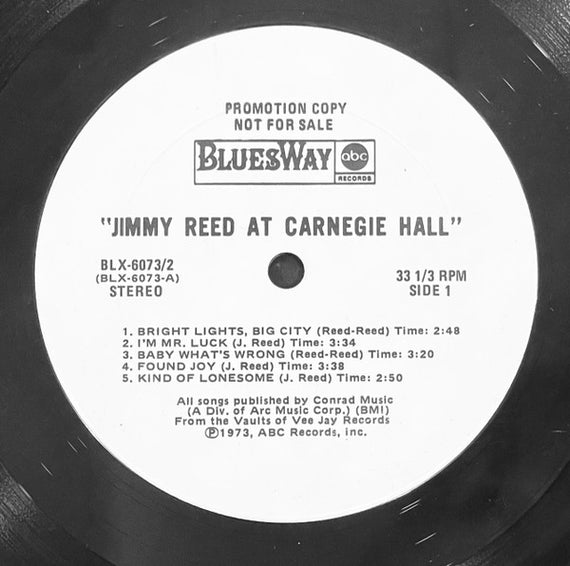 PROMOTION COPY
NOT FOR SALE
BLUESWAY abc
RECORDS
"JIMMY REED AT CARNEGIE HALL"
BLX-6073/2
(BLX-6073-A)
STEREO
33 1/3 RPM
SIDE 1
1. BRIGHT LIGHTS, BIG CITY (Reed-Reed) Time: 2:48
2. I'M MR. LUCK (J. Reed) Time: 3:34
3. BABY WHAT'S WRONG (Reed-Reed) Time: 3:20
4. FOUND JOY (J. Reed) Time: 3:38
5. KIND OF LONESOME (J. Reed) Time: 2:50
All songs published by Conrad Music
(A Div. of Arc Music Corp.) (BMI)
From the Vaults of Vee Jay Records
Ⓟ1973, ABC Records, inc.